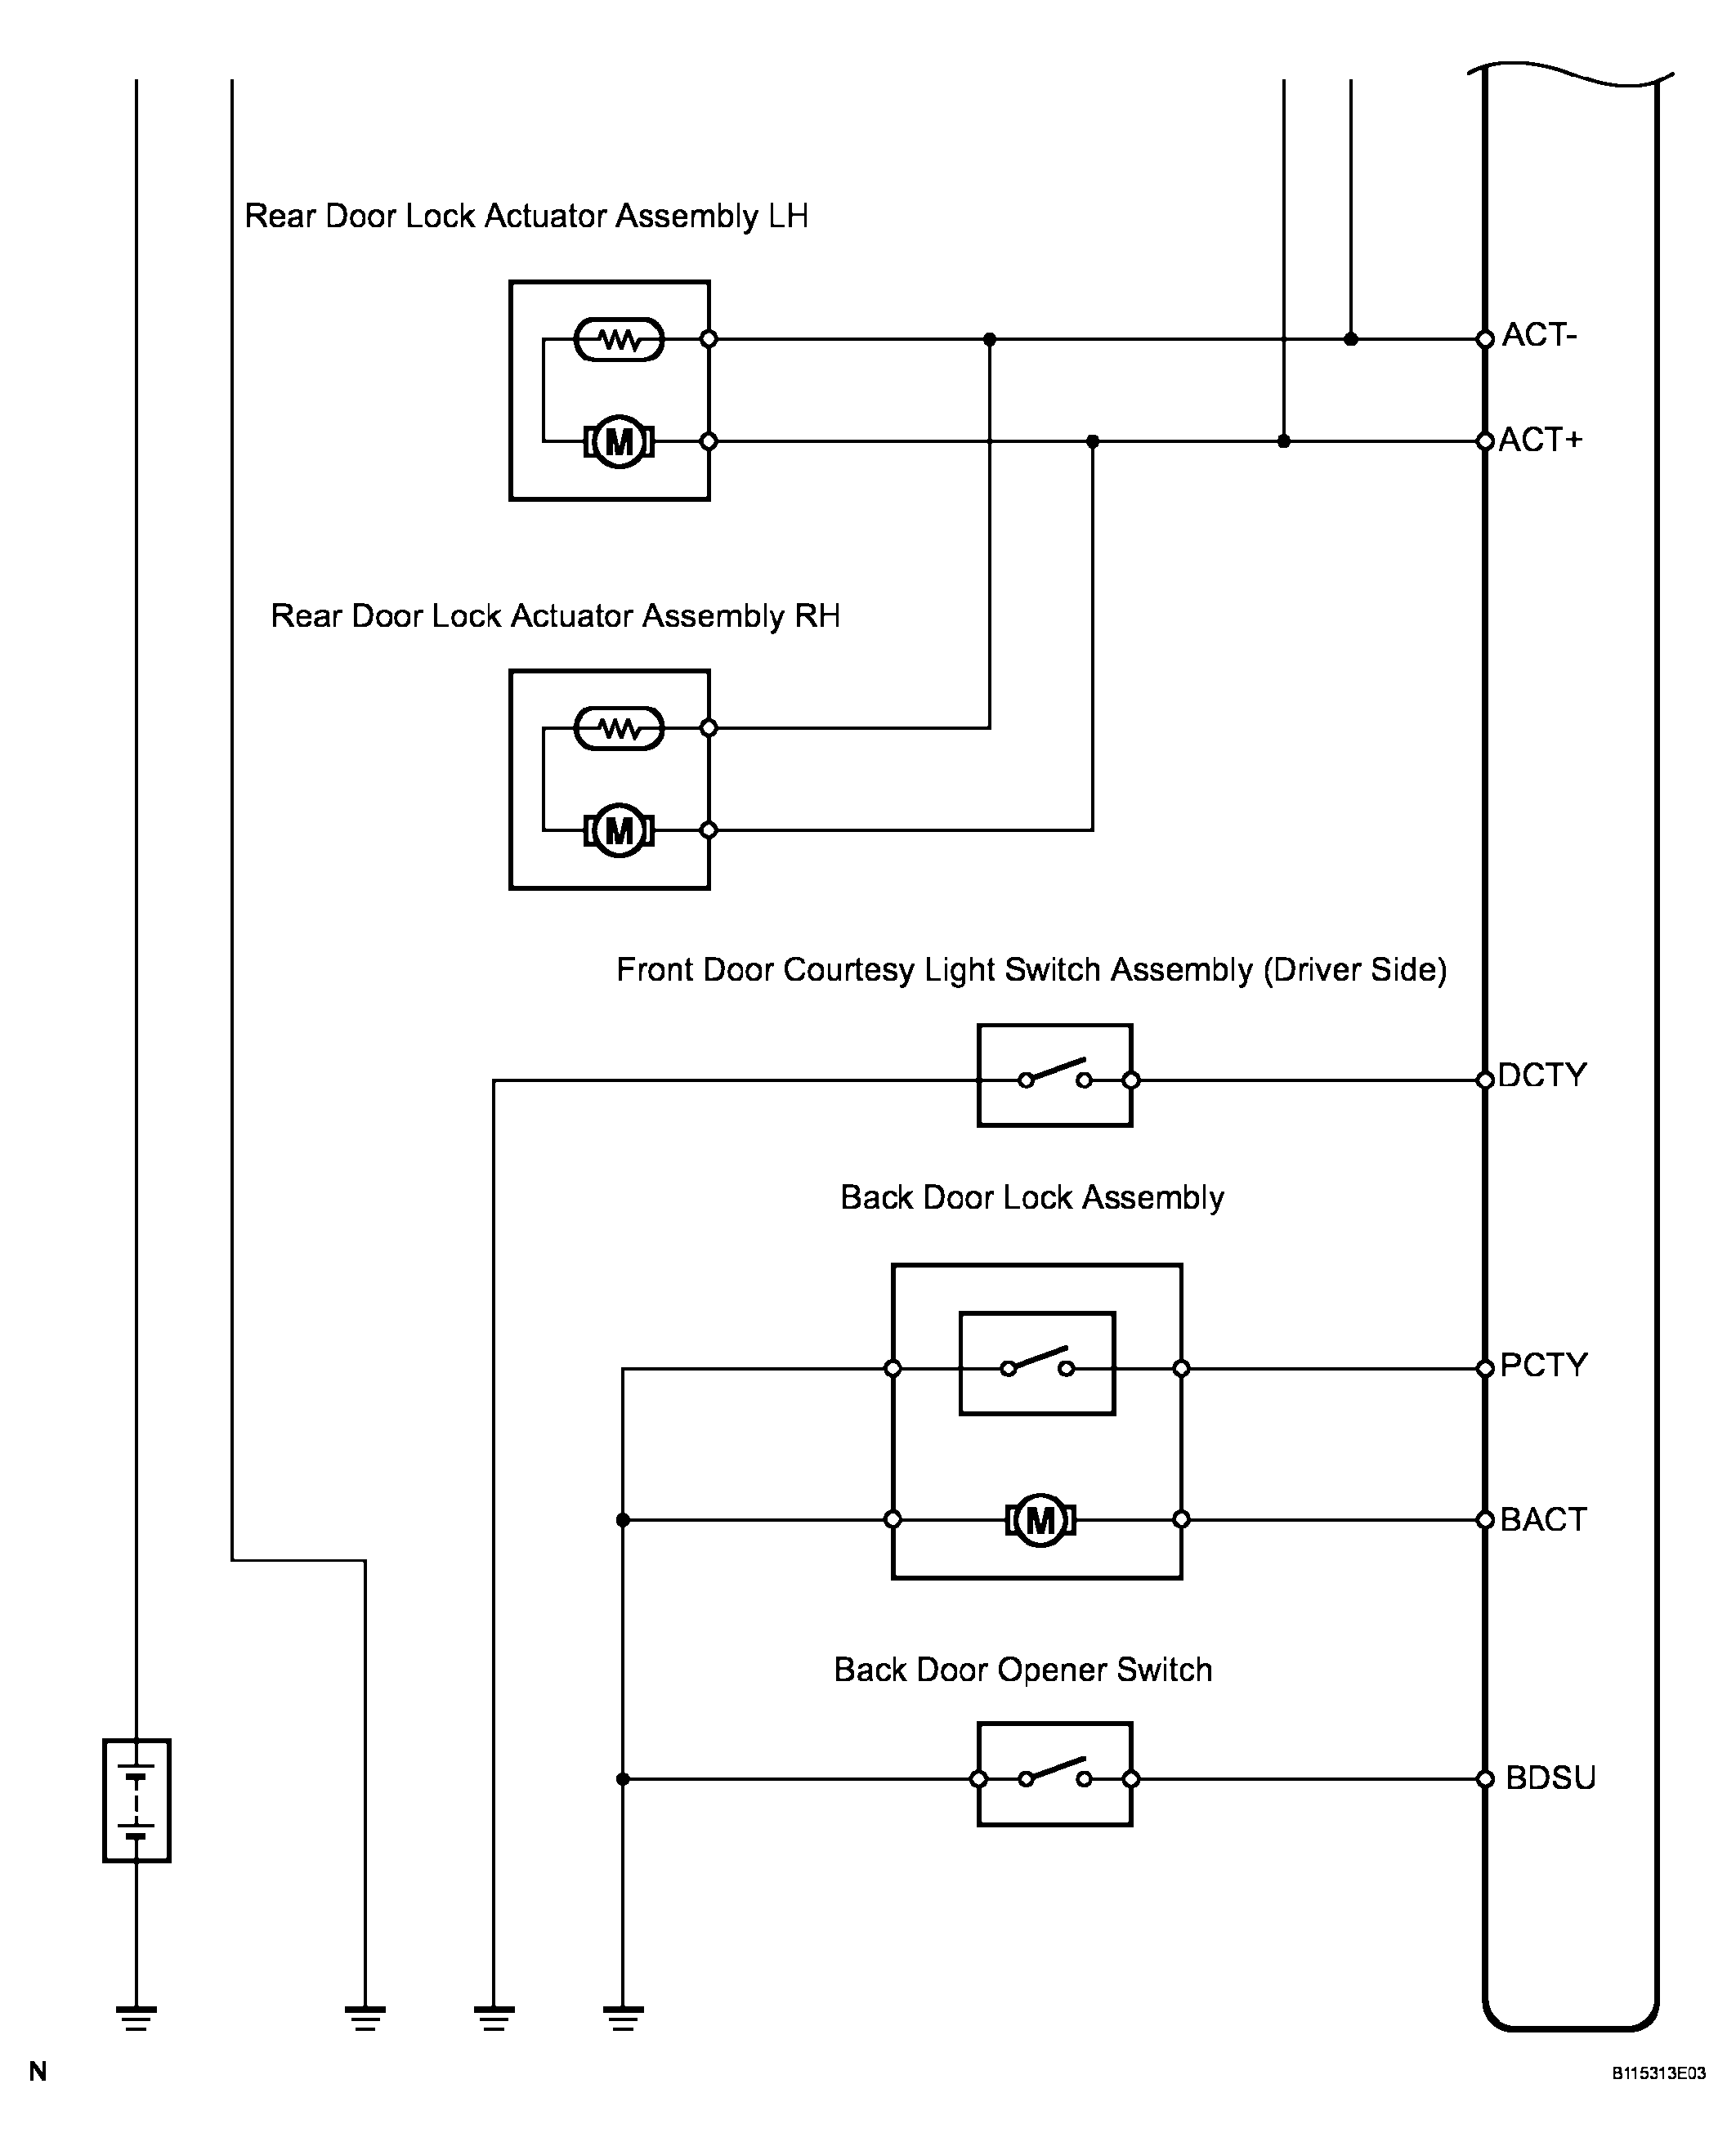 Rear Door Lock Actuator Assembly LH
ACT-
M
ACT+
Rear Door Lock Actuator Assembly RH
M
Front Door Courtesy Light Switch Assembly (Driver Side)
DCTY
Back Door Lock Assembly
PCTY
M
BACT
Back Door Opener Switch
BDSU
N
B115313E03